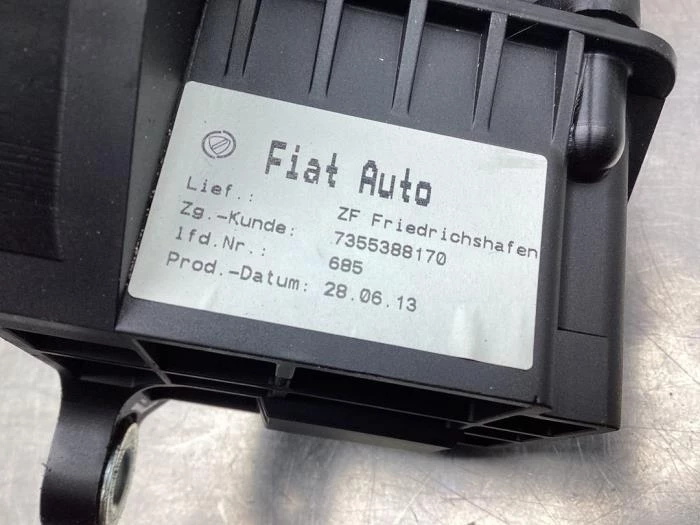 Fiat Auto
Lief.: ZF Friedrichshafen
Zg.-Kunde: 7355388170
lfd.Nr.: 685
Prod.-Datum: 28.06.13